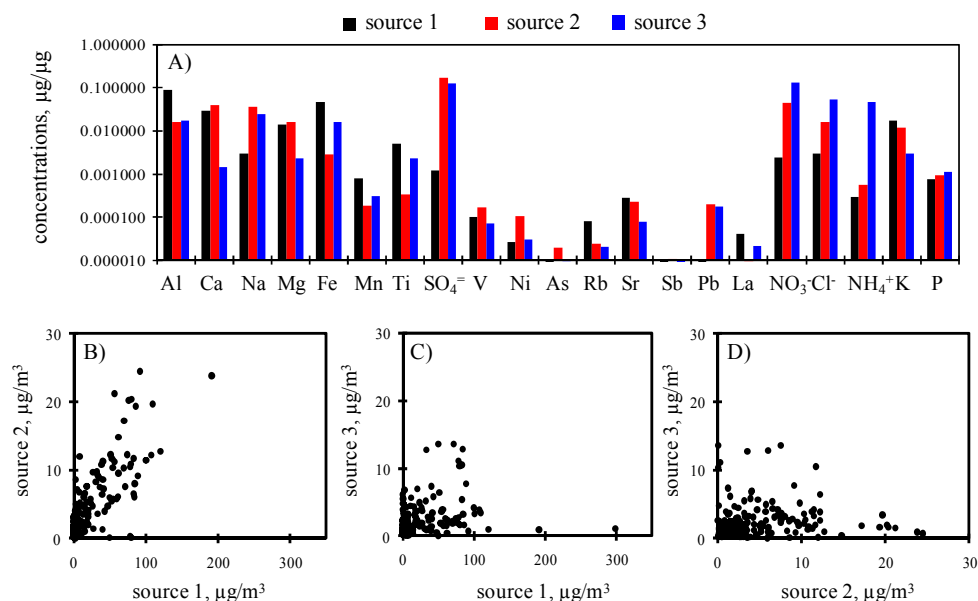 source 1 source 2 source 3
A)
concentrations, µg/µg
1.000000
0.100000
0.010000
0.001000
0.000100
0.000010
Al Ca Na Mg Fe Mn Ti SO₄⁼ V Ni As Rb Sr Sb Pb La NO₃⁻ Cl⁻ NH₄⁺ K P
B)
source 2, µg/m³
30
20
10
0
0 100 200 300
source 1, µg/m³
C)
source 3, µg/m³
30
20
10
0
0 100 200 300
source 1, µg/m³
D)
source 3, µg/m³
30
20
10
0
0 10 20 30
source 2, µg/m³